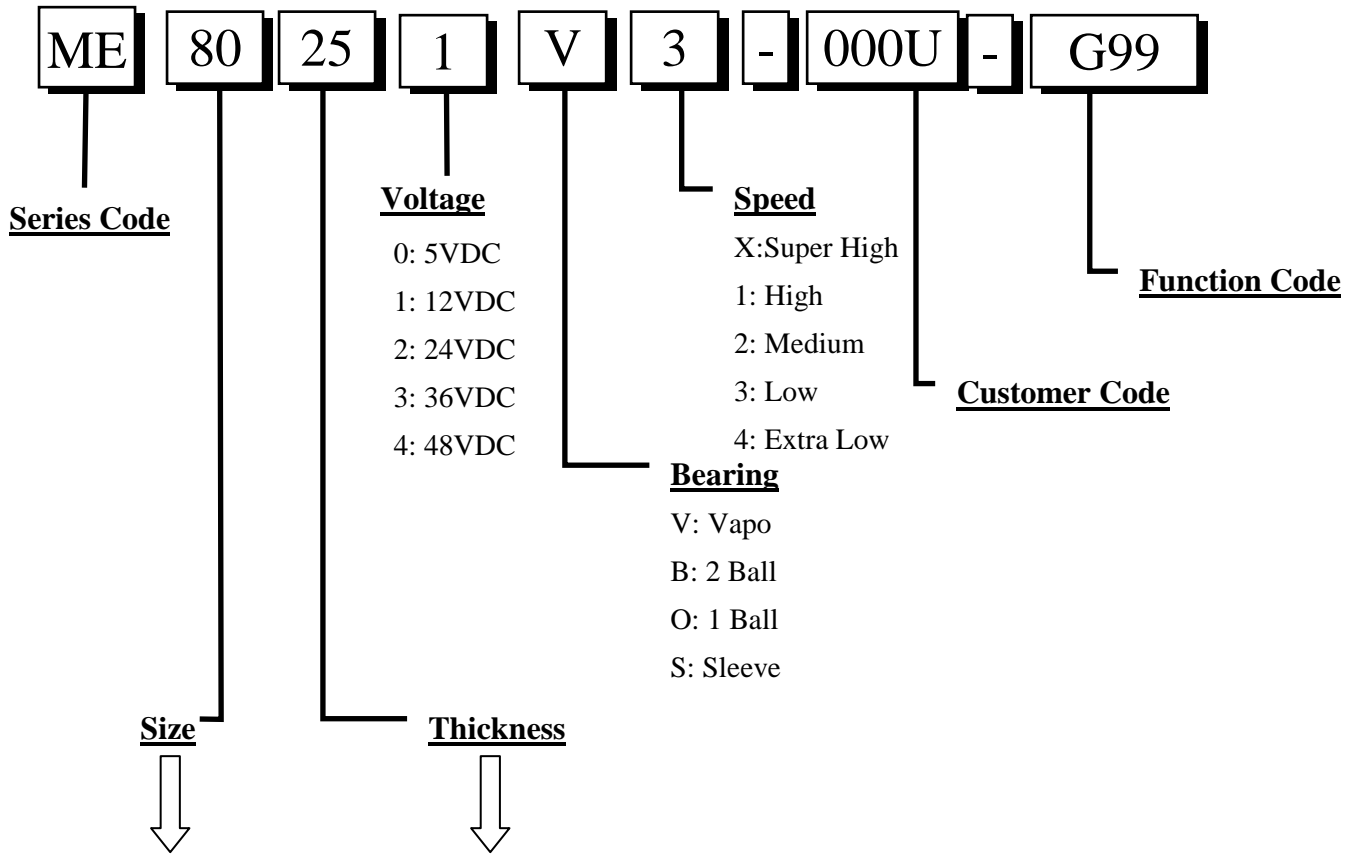 ME 80 25 1 V 3 - 000U - G99
Series Code
Voltage
0: 5VDC
1: 12VDC
2: 24VDC
3: 36VDC
4: 48VDC
Speed
X:Super High
1: High
2: Medium
3: Low
4: Extra Low
Function Code
Customer Code
Bearing
V: Vapo
B: 2 Ball
O: 1 Ball
S: Sleeve
Size
Thickness